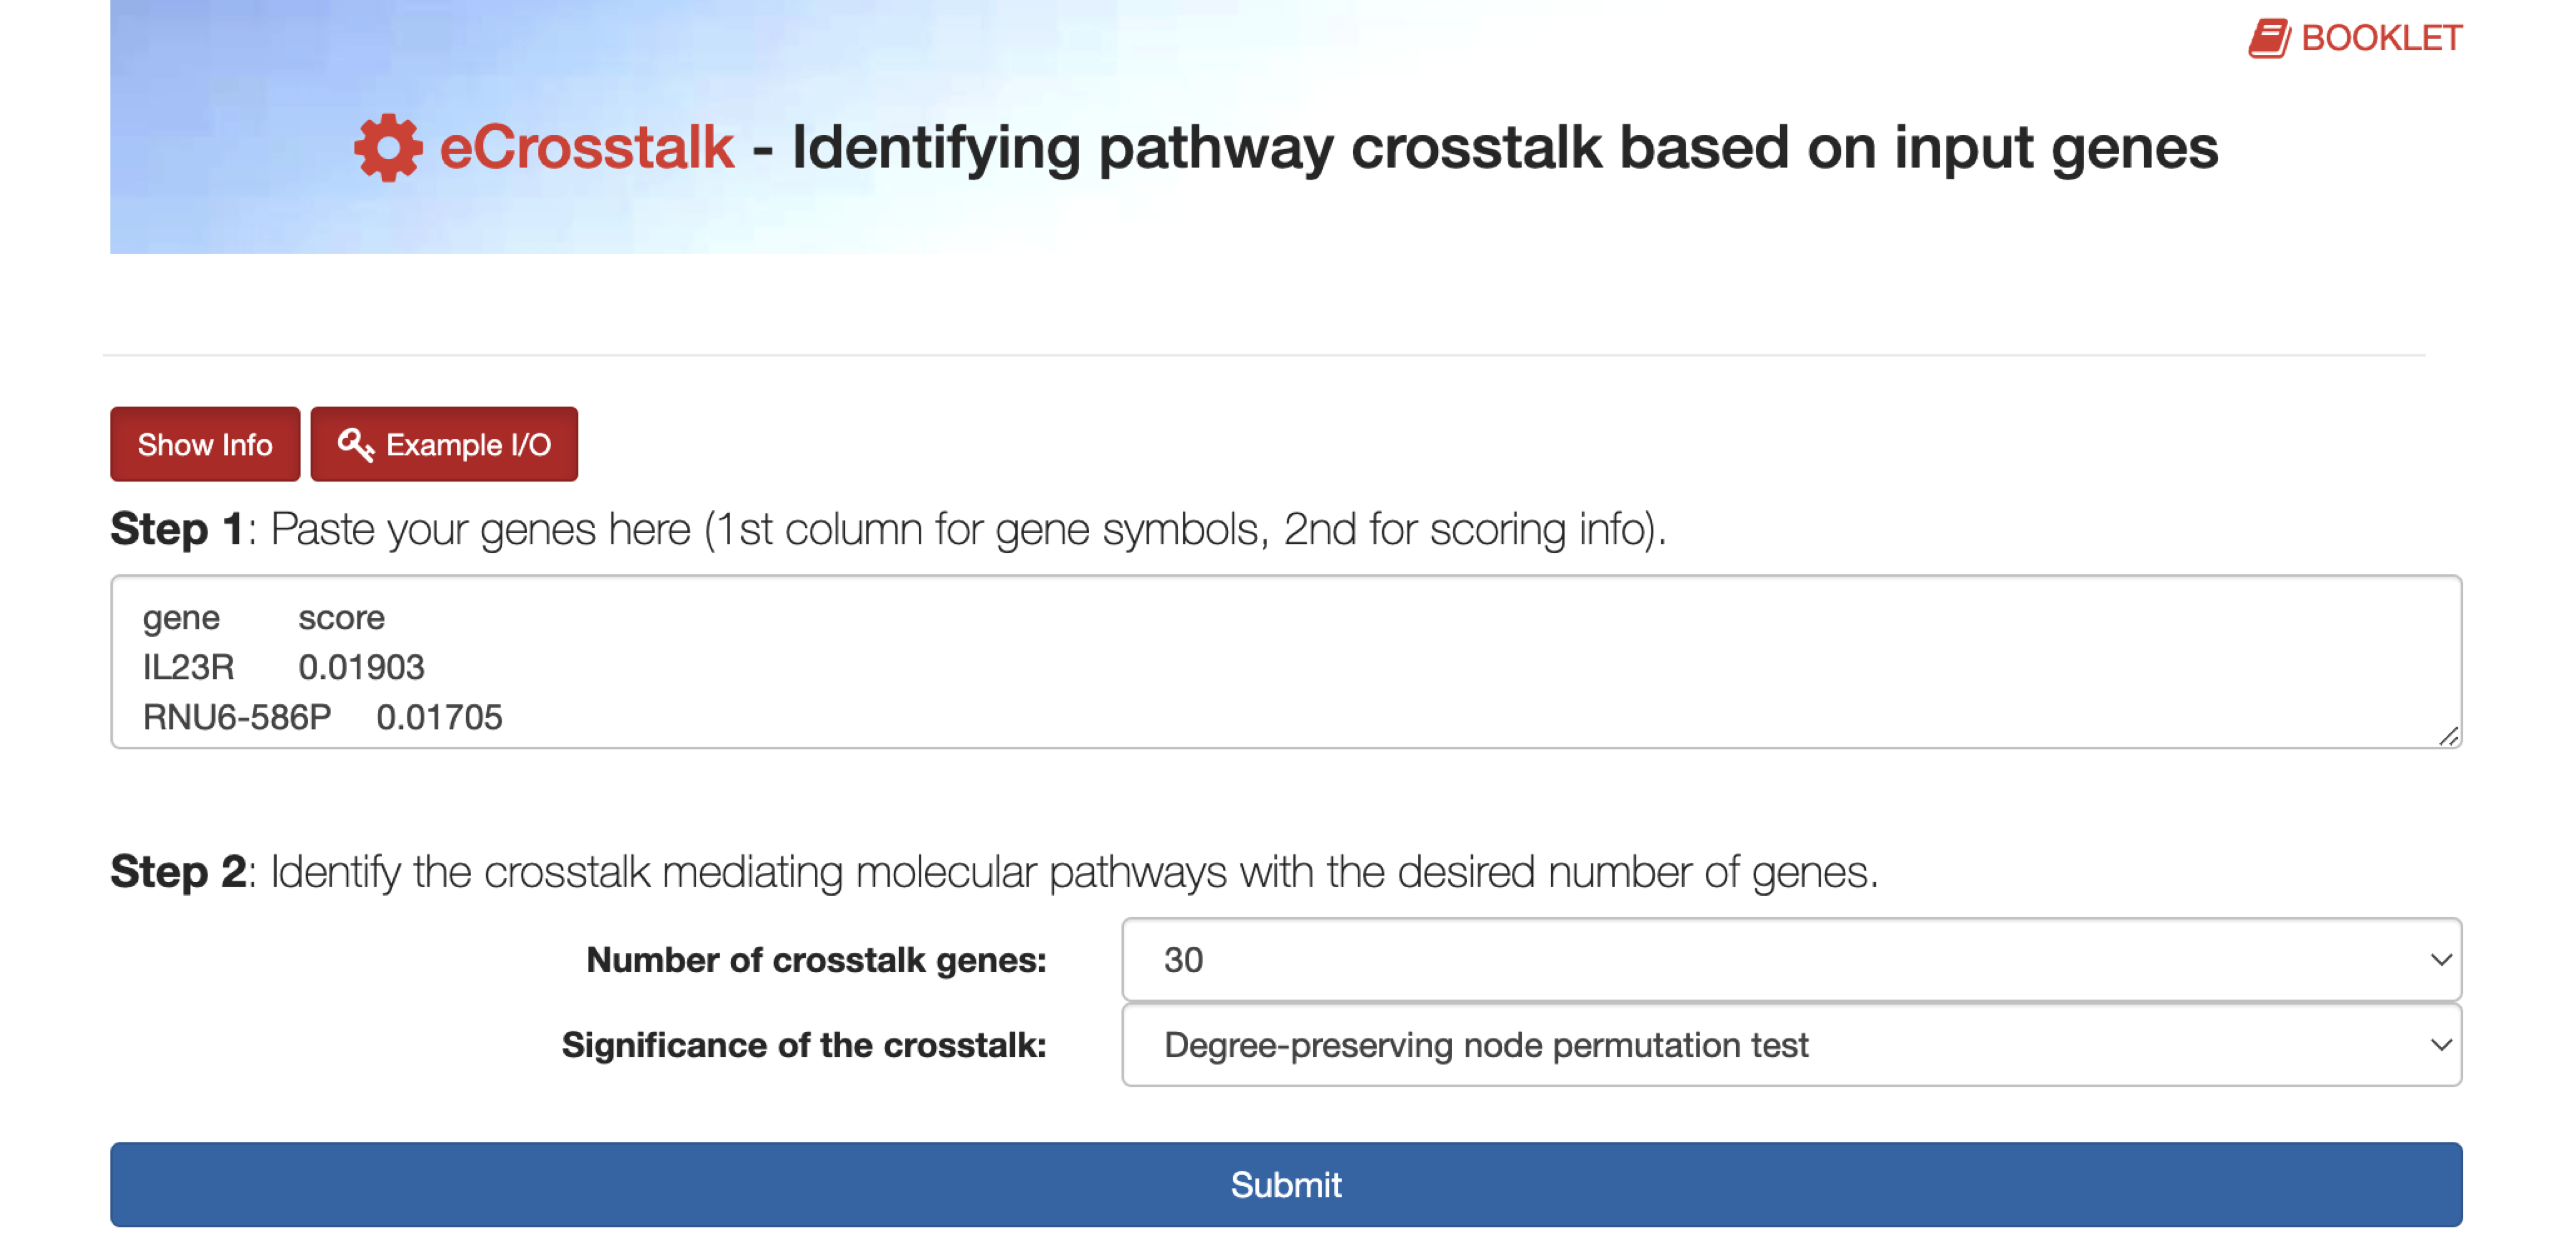 BOOKLET
eCrosstalk - Identifying pathway crosstalk based on input genes
Show Info
Example I/O
Step 1: Paste your genes here (1st column for gene symbols, 2nd for scoring info).
gene score
IL23R 0.01903
RNU6-586P 0.01705
Step 2: Identify the crosstalk mediating molecular pathways with the desired number of genes.
Number of crosstalk genes: 30
Significance of the crosstalk: Degree-preserving node permutation test
Submit